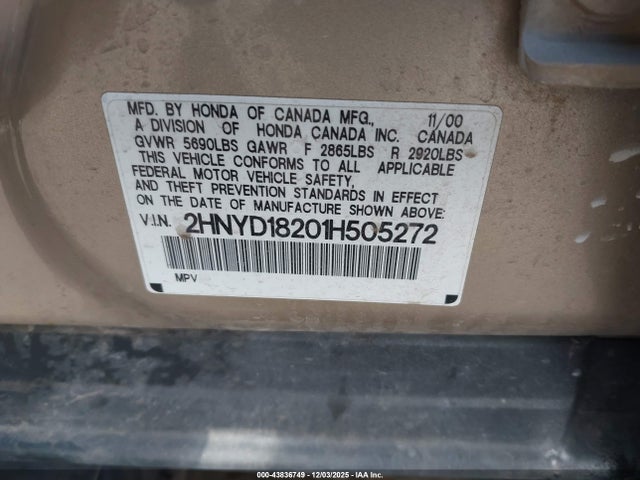 MFD. BY HONDA OF CANADA MFG., 11/00
A DIVISION OF HONDA CANADA INC. CANADA
GVWR 5690LBS GAWR F 2865LBS R 2920LBS
THIS VEHICLE CONFORMS TO ALL APPLICABLE
FEDERAL MOTOR VEHICLE SAFETY,
AND THEFT PREVENTION STANDARDS IN EFFECT
ON THE DATE OF MANUFACTURE SHOWN ABOVE:
V.I.N. 2HNYD18201H505272
MPV
00-43836749 - 12/03/2025 - IAA Inc.